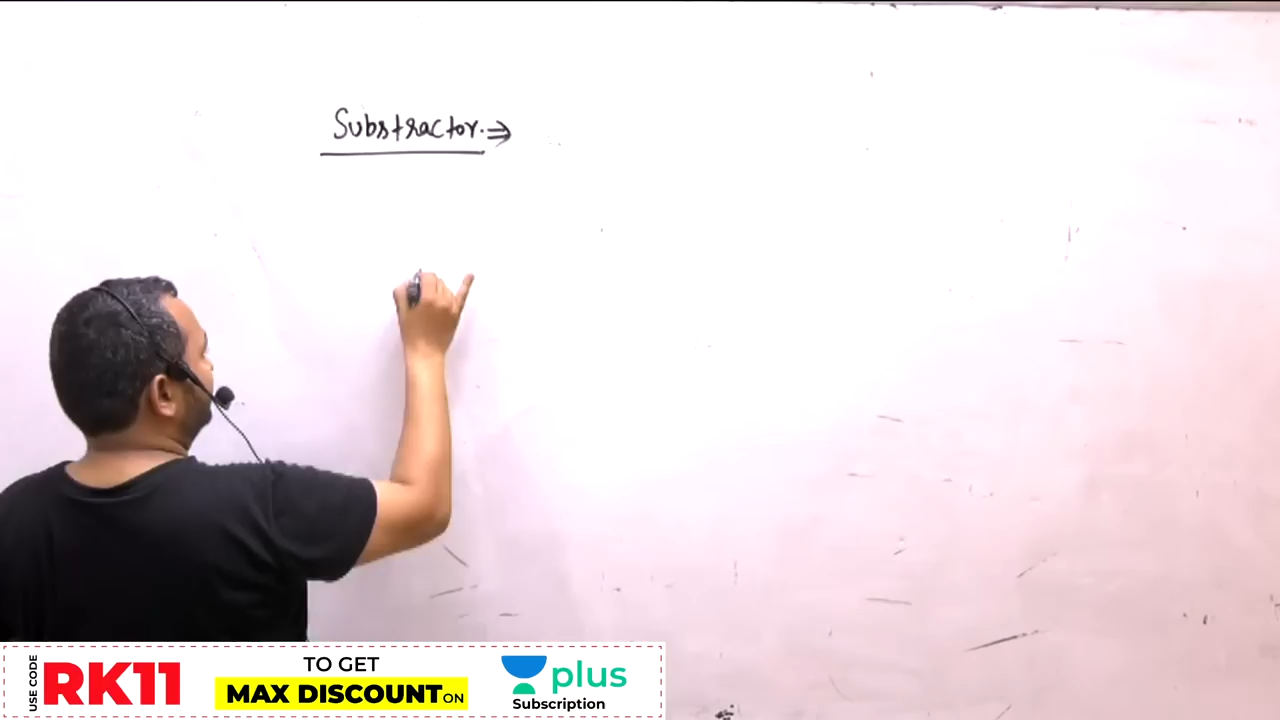 Substractor. ⇒
USE CODE
RK11
TO GET
MAX DISCOUNT ON
plus
Subscription